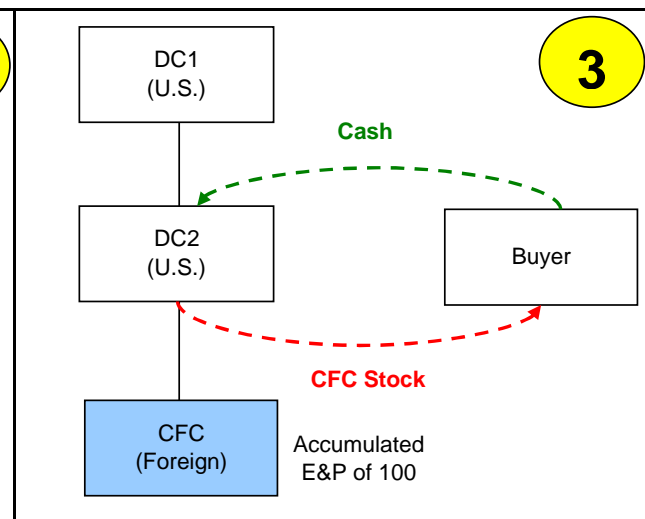 DC1
(U.S.)
3
Cash
DC2
(U.S.)
Buyer
CFC Stock
CFC
(Foreign)
Accumulated
E&P of 100